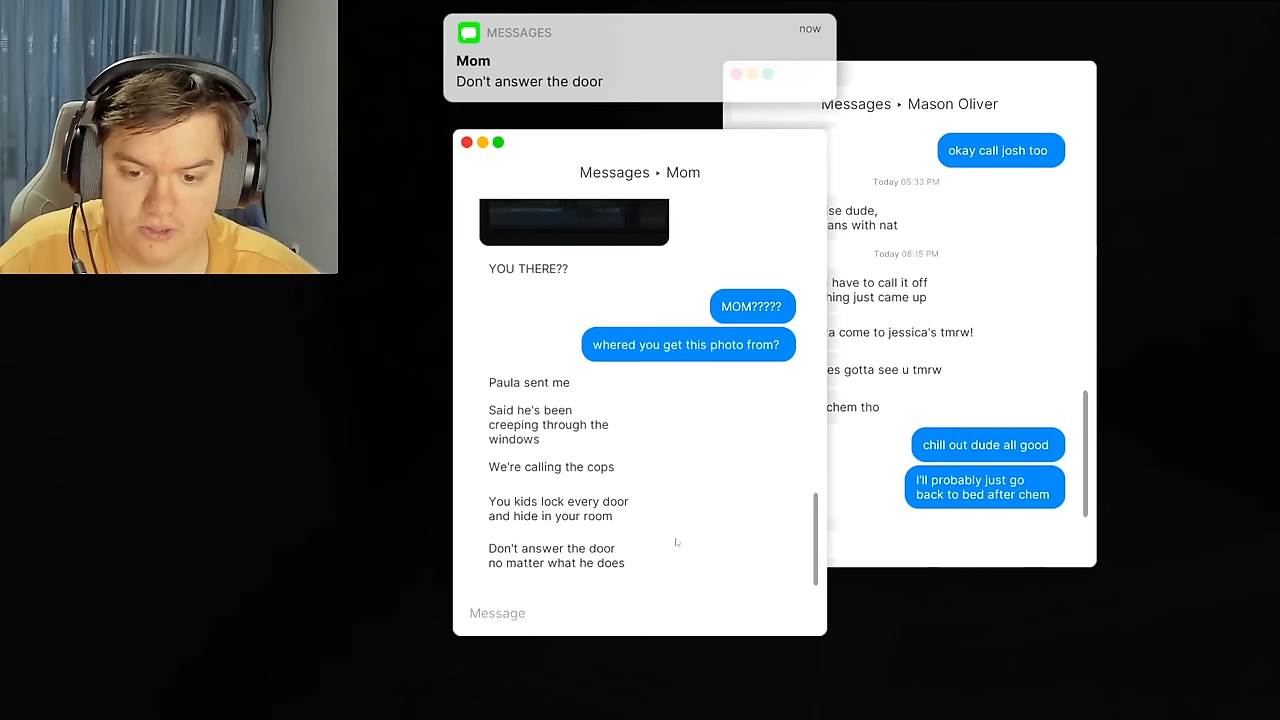 MESSAGES
now
Mom
Don't answer the door
Messages ‣ Mason Oliver
okay call josh too
Today 05:33 PM
dude,
with nat
Today 08:15 PM
have to call it off
just came up
come to jessica's tmrw!
gotta see u tmrw
chem tho
chill out dude all good
I'll probably just go
back to bed after chem
Messages ‣ Mom
YOU THERE??
MOM?????
whered you get this photo from?
Paula sent me
Said he's been
creeping through the
windows
We're calling the cops
You kids lock every door
and hide in your room
Don't answer the door
no matter what he does
Message